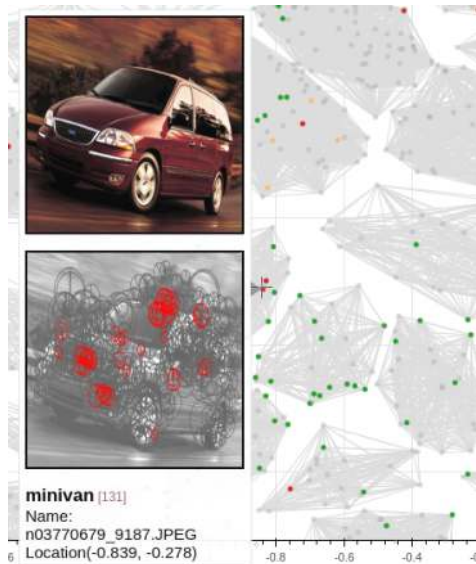 minivan [131]
Name:
n03770679_9187.JPEG
Location(-0.839, -0.278)
-0.8
-0.6
-0.4